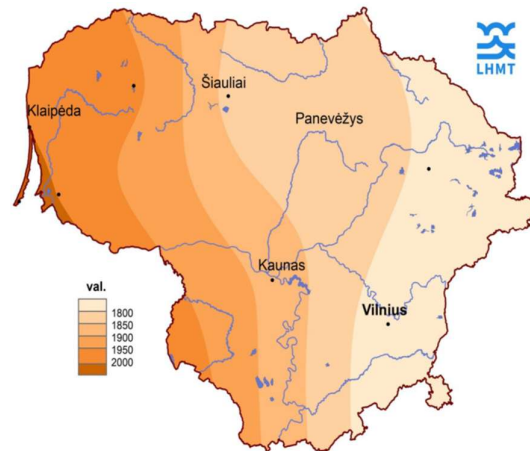 LHMT
Klaipėda
Šiauliai
Panevėžys
Kaunas
Vilnius
val.
1800
1850
1900
1950
2000